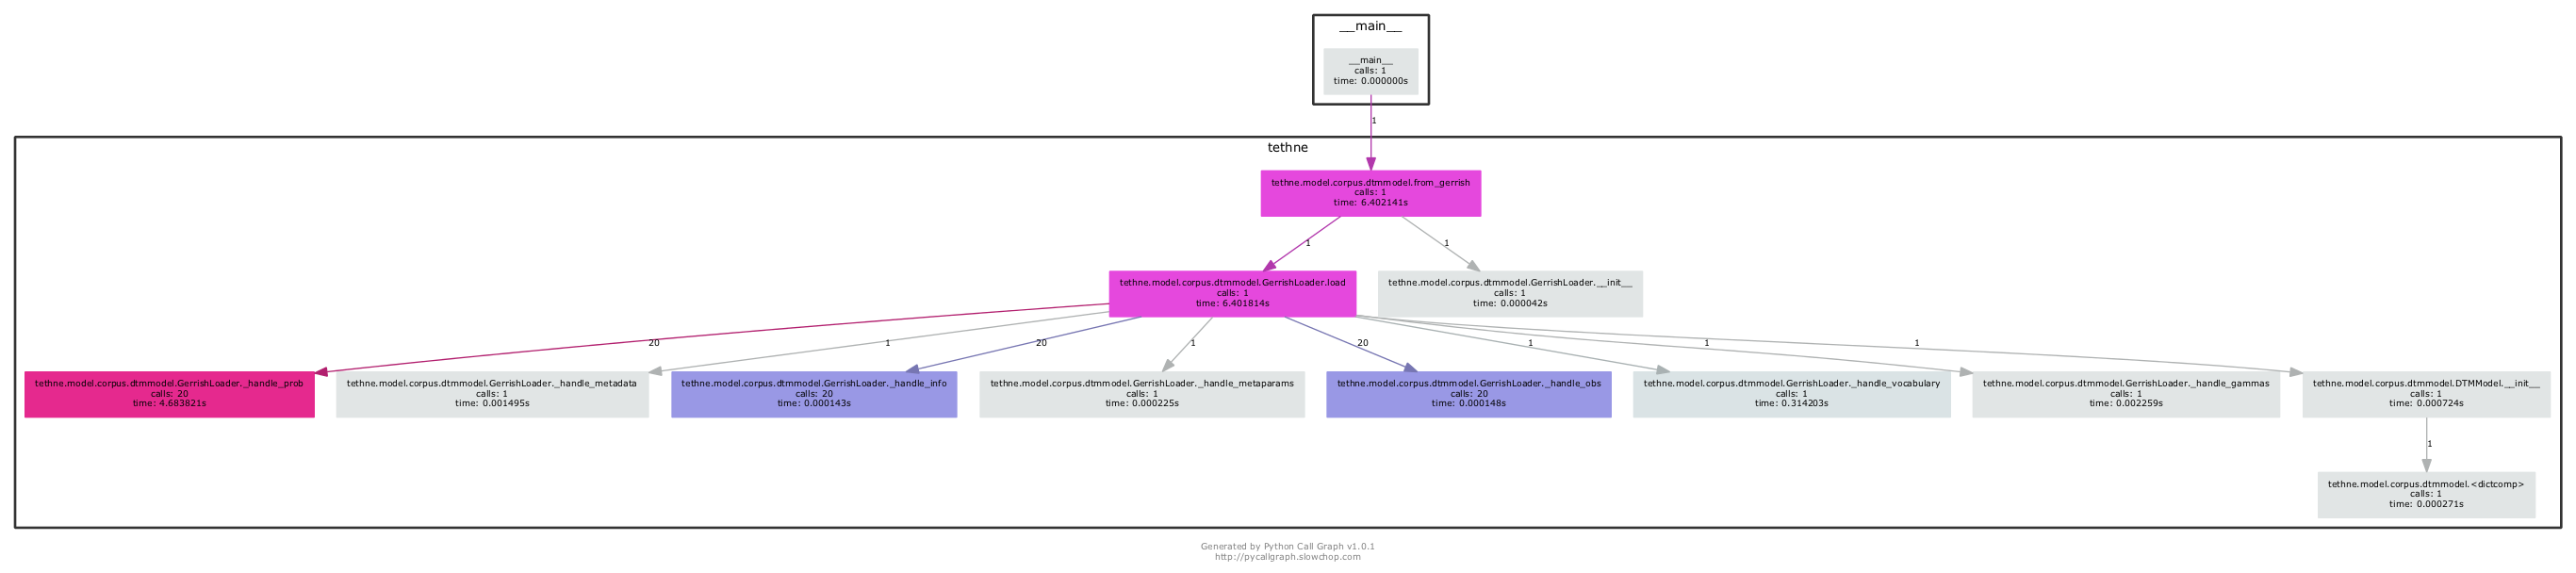 __main__
__main__
calls: 1
time: 0.000000s
1
tethne
tethne.model.corpus.dtmmodel.from_gerrish
calls: 1
time: 6.402141s
1
1
tethne.model.corpus.dtmmodel.GerrishLoader.load
calls: 1
time: 6.401814s
tethne.model.corpus.dtmmodel.GerrishLoader.__init__
calls: 1
time: 0.000042s
20
1
20
1
20
1
1
1
tethne.model.corpus.dtmmodel.GerrishLoader._handle_prob
calls: 20
time: 4.683821s
tethne.model.corpus.dtmmodel.GerrishLoader._handle_metadata
calls: 1
time: 0.001495s
tethne.model.corpus.dtmmodel.GerrishLoader._handle_info
calls: 20
time: 0.000143s
tethne.model.corpus.dtmmodel.GerrishLoader._handle_metaparams
calls: 1
time: 0.000225s
tethne.model.corpus.dtmmodel.GerrishLoader._handle_obs
calls: 20
time: 0.000148s
tethne.model.corpus.dtmmodel.GerrishLoader._handle_vocabulary
calls: 1
time: 0.314203s
tethne.model.corpus.dtmmodel.GerrishLoader._handle_gammas
calls: 1
time: 0.002259s
tethne.model.corpus.dtmmodel.DTMModel.__init__
calls: 1
time: 0.000724s
1
tethne.model.corpus.dtmmodel.<dictcomp>
calls: 1
time: 0.000271s
Generated by Python Call Graph v1.0.1
http://pycallgraph.slowchop.com